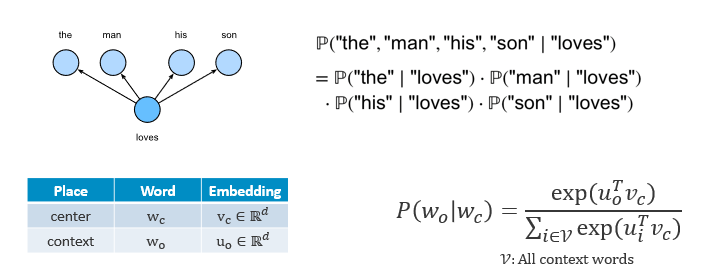 the man his son
loves
ℙ("the", "man", "his", "son" | "loves")
= ℙ("the" | "loves") · ℙ("man" | "loves")
· ℙ("his" | "loves") · ℙ("son" | "loves")
Place Word Embedding
center w_c v_c ∈ ℝ^d
context w_o u_o ∈ ℝ^d
P(w_o|w_c) = exp(u_o^T v_c) / ∑_{i∈𝒱} exp(u_i^T v_c)
𝒱: All context words